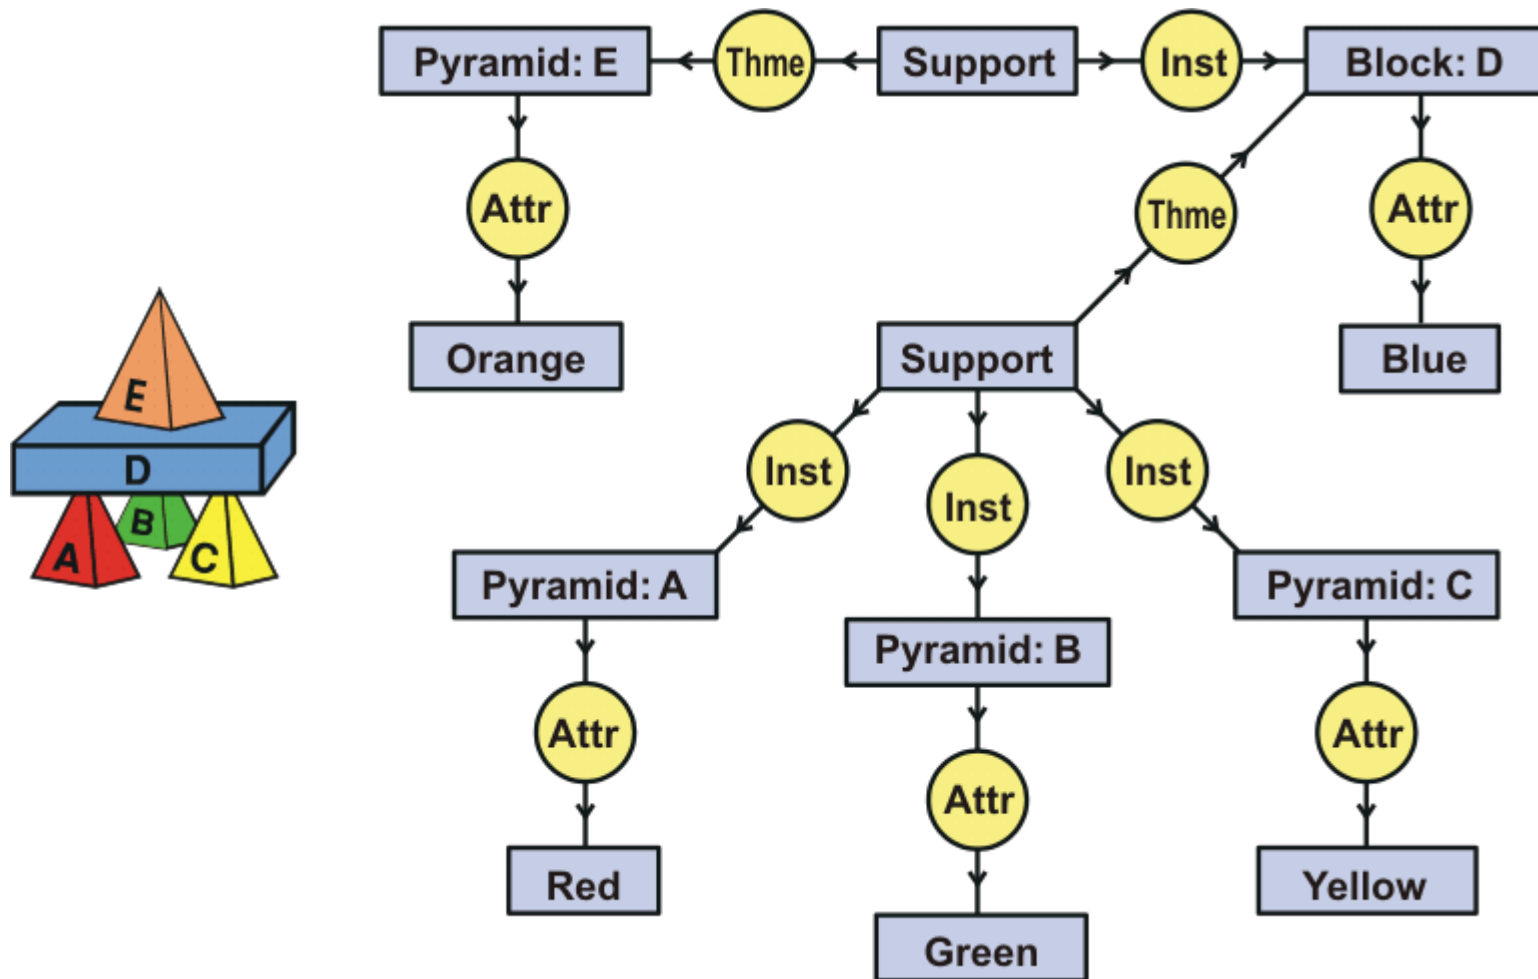 Pyramid: E
Thme
Support
Inst
Block: D
Attr
Thme
Attr
Orange
Support
Blue
E
D
B
A
C
Inst
Inst
Inst
Pyramid: A
Pyramid: B
Pyramid: C
Attr
Attr
Attr
Red
Green
Yellow